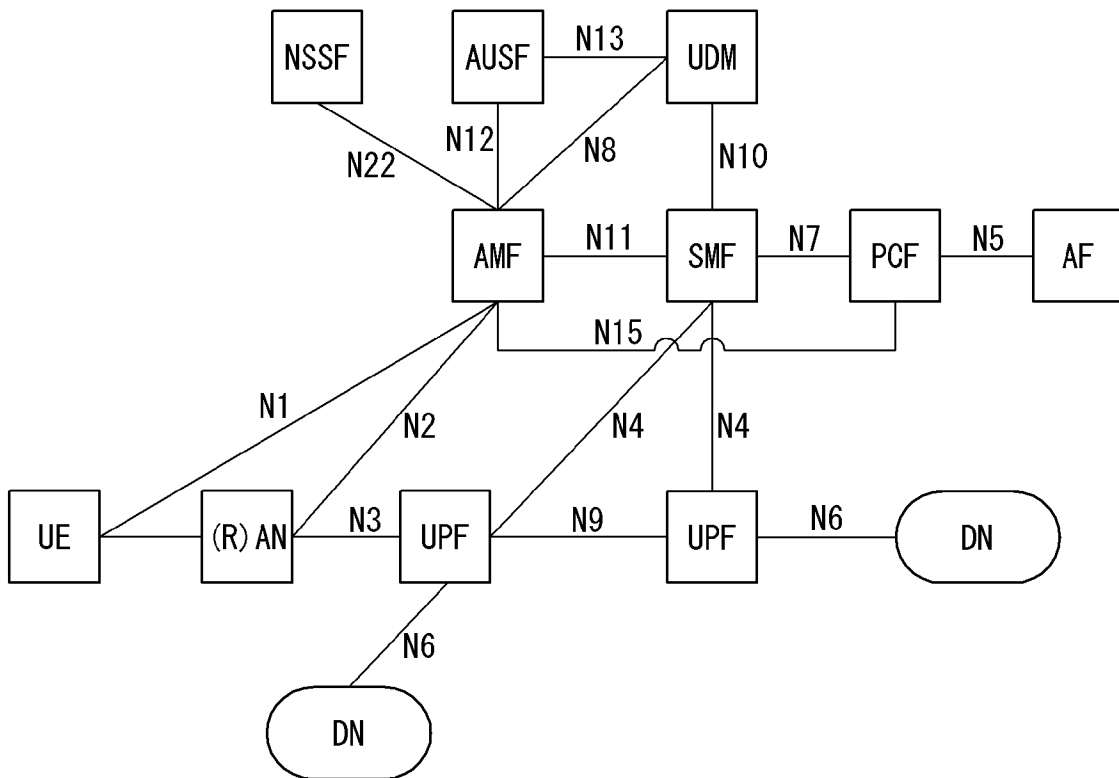 NSSF
AUSF
N13
UDM
N22
N12
N8
N10
AMF
N11
SMF
N7
PCF
N5
AF
N15
N1
N2
N4
N4
UE
(R)AN
N3
UPF
N9
UPF
N6
DN
N6
DN